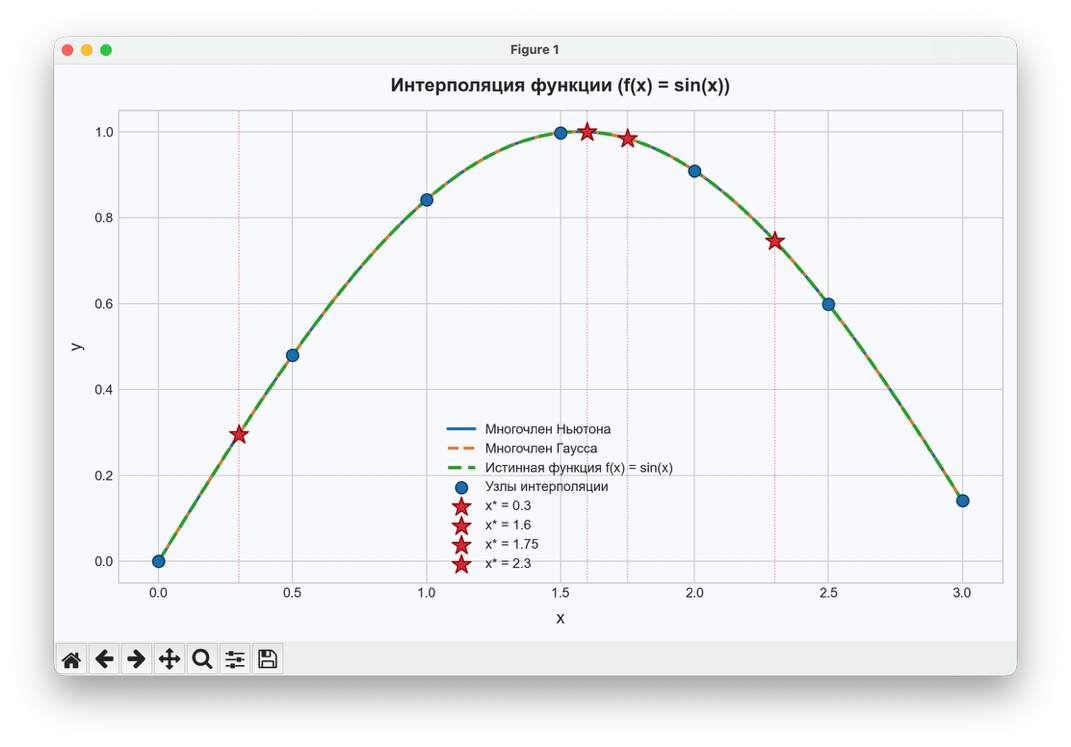 Figure 1
Интерполяция функции (f(x) = sin(x))
1.0
0.8
0.6
0.4
0.2
0.0
y
Многочлен Ньютона
Многочлен Гаусса
Истинная функция f(x) = sin(x)
Узлы интерполяции
x* = 0.3
x* = 1.6
x* = 1.75
x* = 2.3
0.0 0.5 1.0 1.5 2.0 2.5 3.0
x